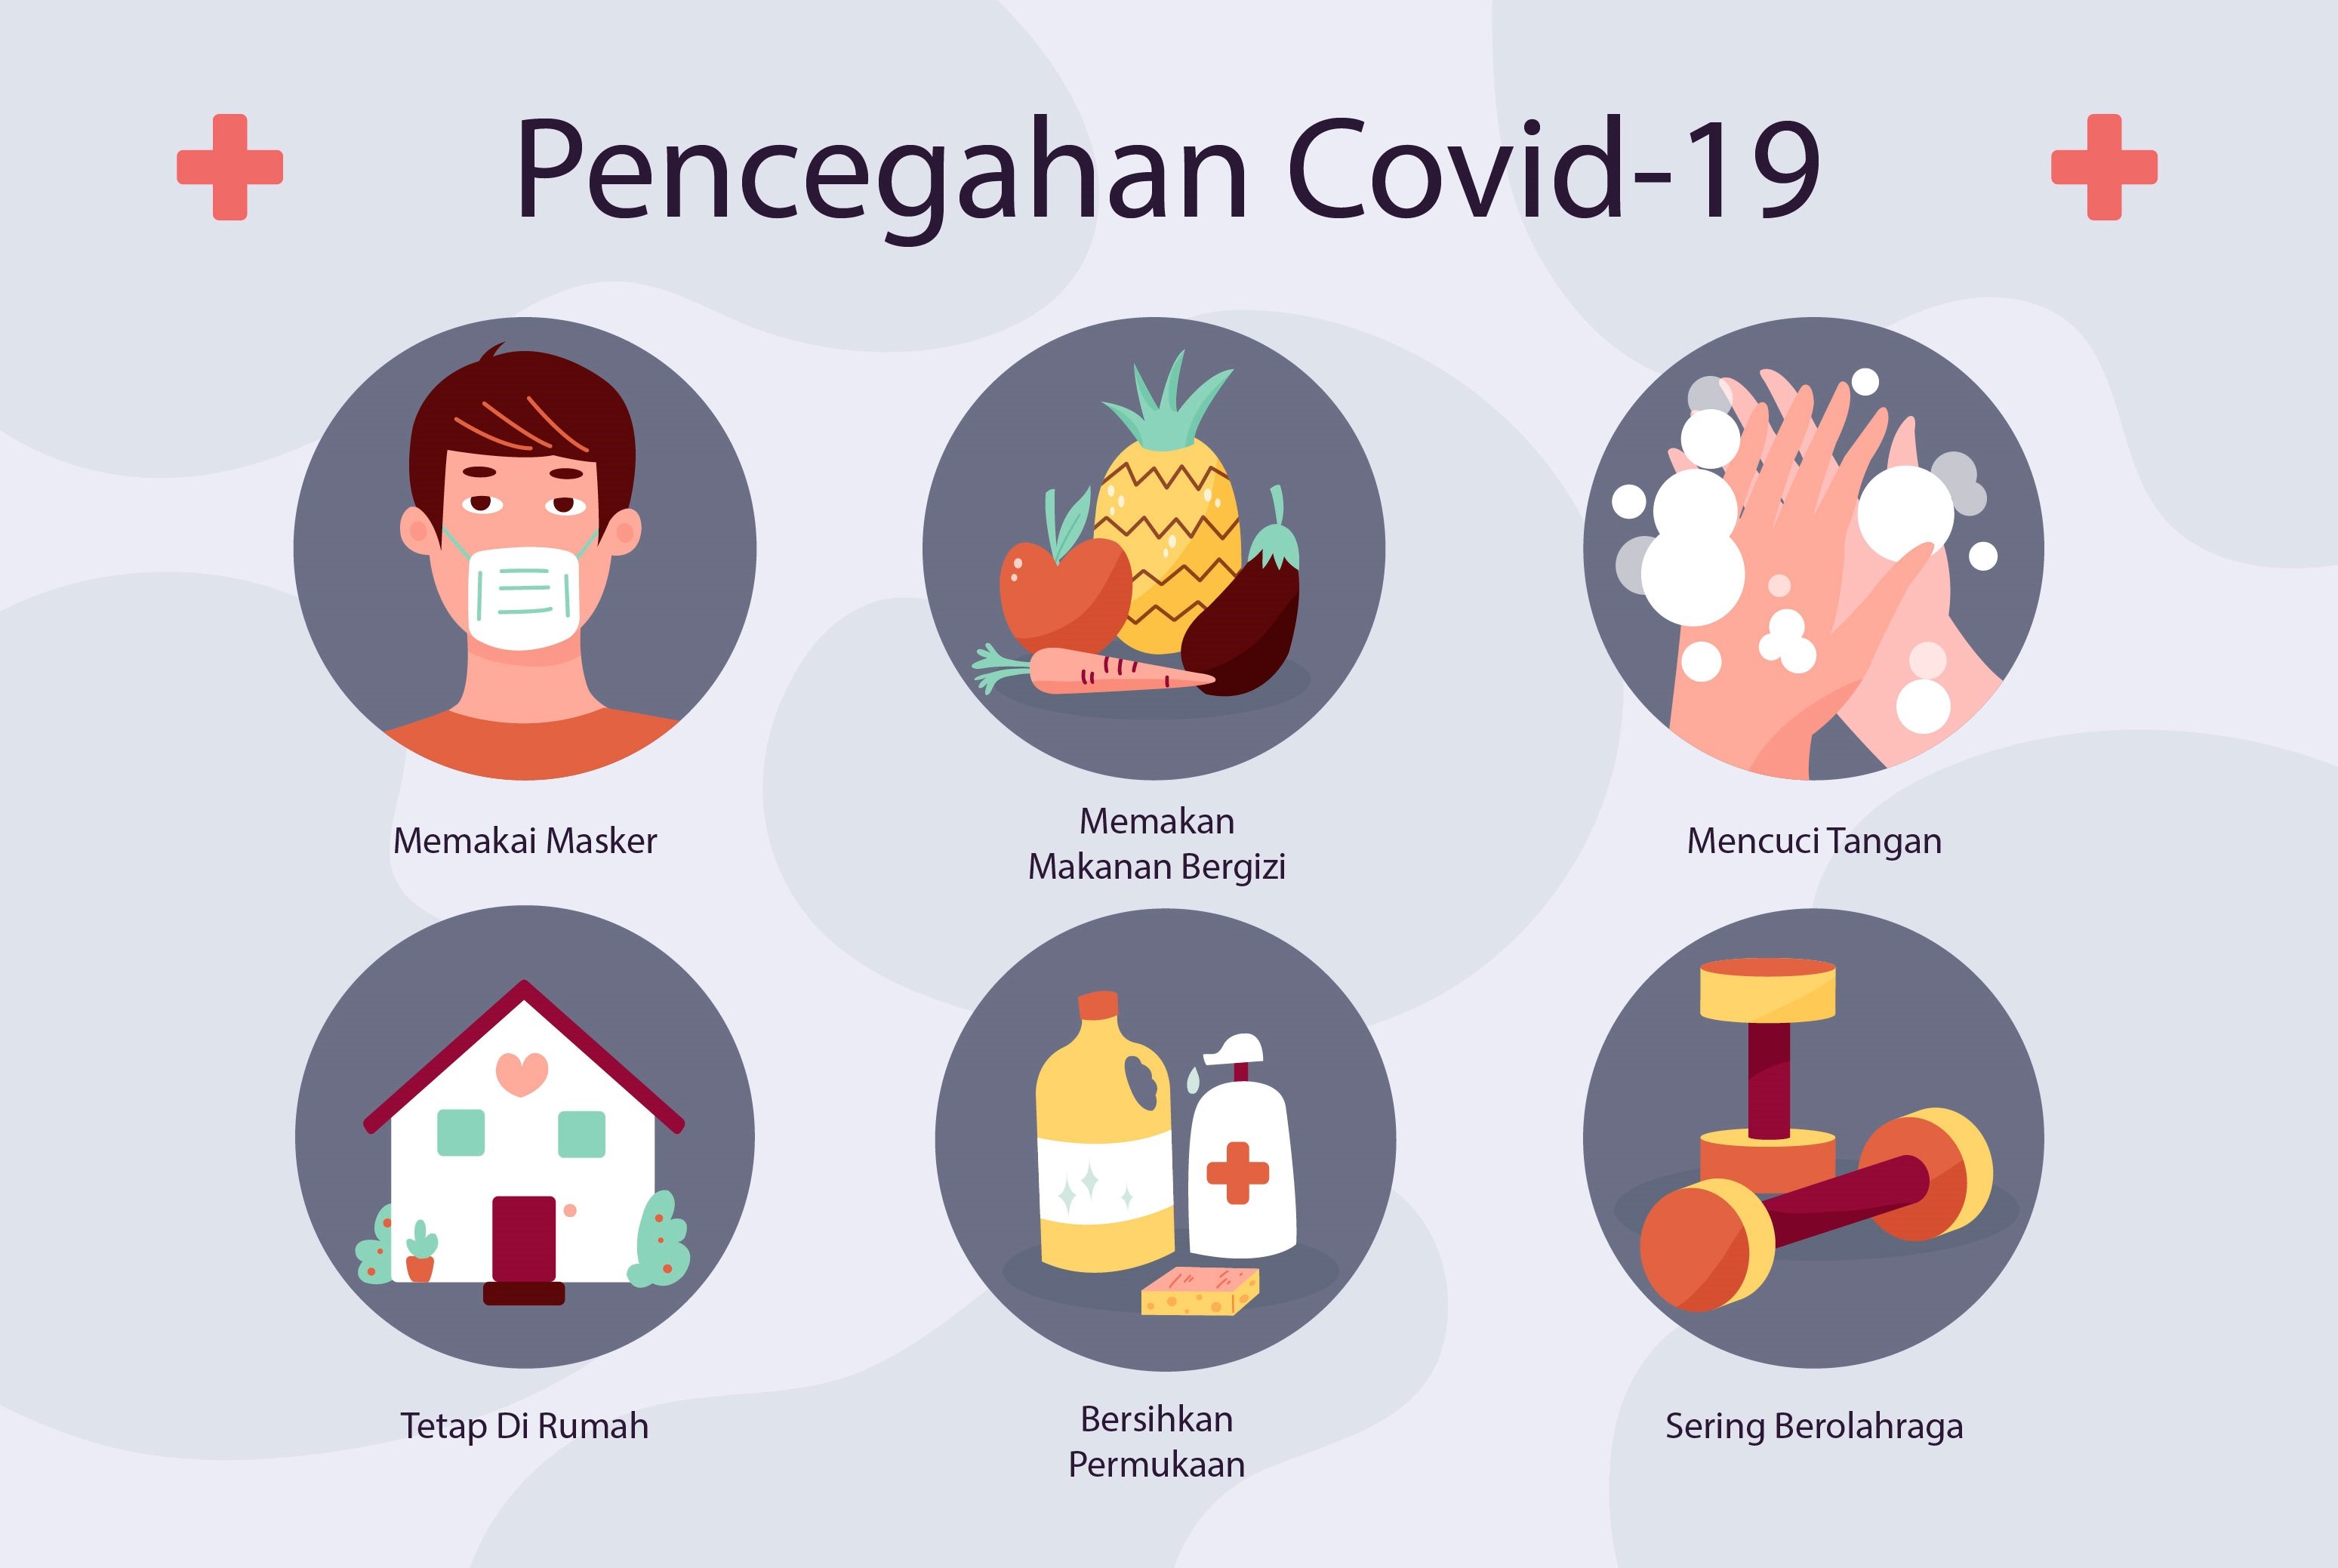 Pencegahan Covid-19
Memakai Masker
Memakan
Makanan Bergizi
Mencuci Tangan
Tetap Di Rumah
Bersihkan
Permukaan
Sering Berolahraga